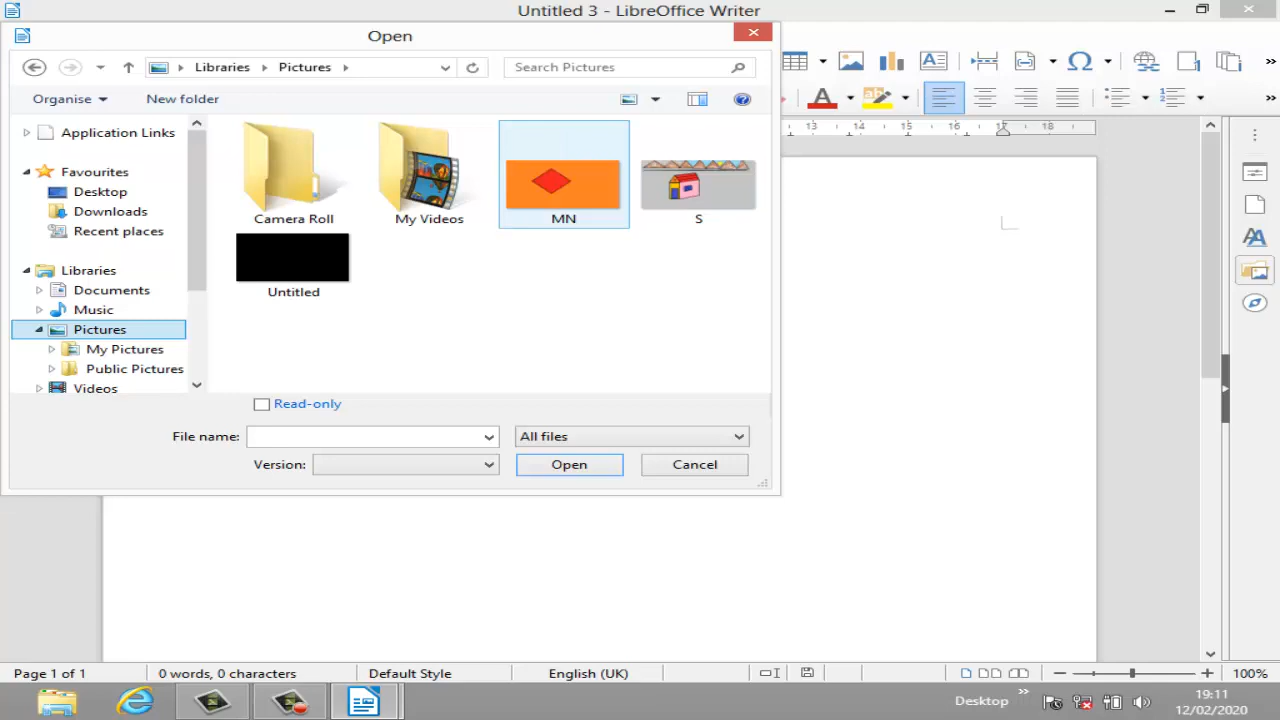 Untitled 3 - LibreOffice Writer
Open
Libraries
Pictures
Search Pictures
Organise
New folder
Application Links
Favourites
Desktop
Downloads
Recent places
Libraries
Documents
Music
Pictures
My Pictures
Public Pictures
Videos
Camera Roll
My Videos
MN
S
Untitled
Read-only
File name:
All files
Version:
Open
Cancel
13 14 15 16 17 18
Page 1 of 1
0 words, 0 characters
Default Style
English (UK)
100%
Desktop
19:11
12/02/2020